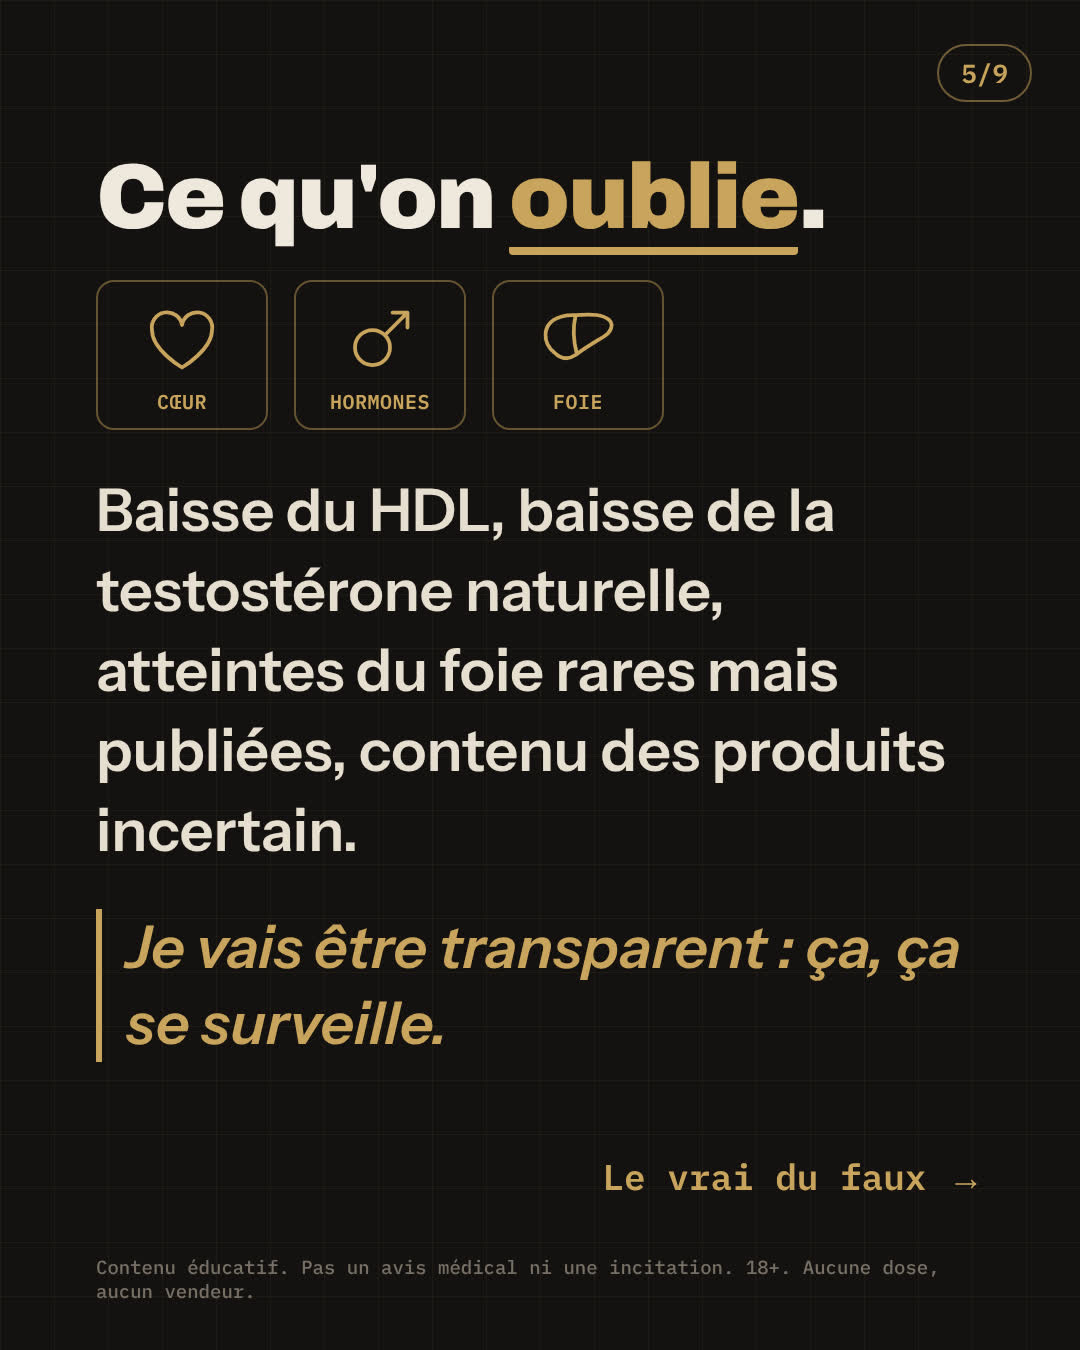 5/9
Ce qu'on oublie.
CŒUR
HORMONES
FOIE
Baisse du HDL, baisse de la
testostérone naturelle,
atteintes du foie rares mais
publiées, contenu des produits
incertain.
Je vais être transparent : ça, ça
se surveille.
Le vrai du faux →
Contenu éducatif. Pas un avis médical ni une incitation. 18+. Aucune dose,
aucun vendeur.